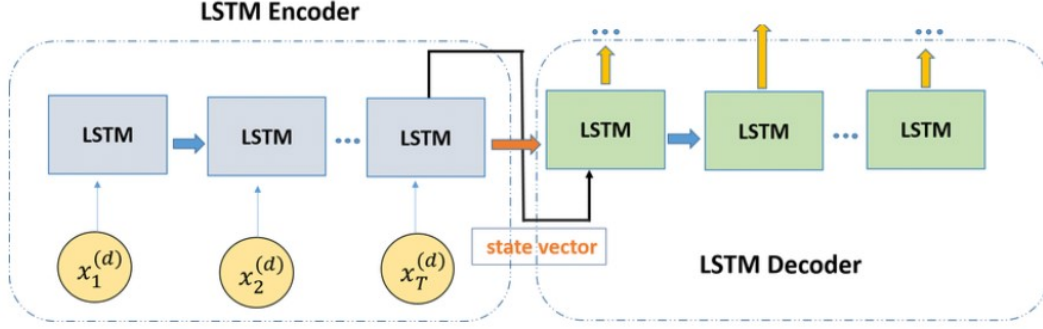 LSTM Encoder
LSTM
LSTM
...
LSTM
LSTM
LSTM
...
LSTM
...
...
x_1^{(d)}
x_2^{(d)}
x_T^{(d)}
state vector
LSTM Decoder